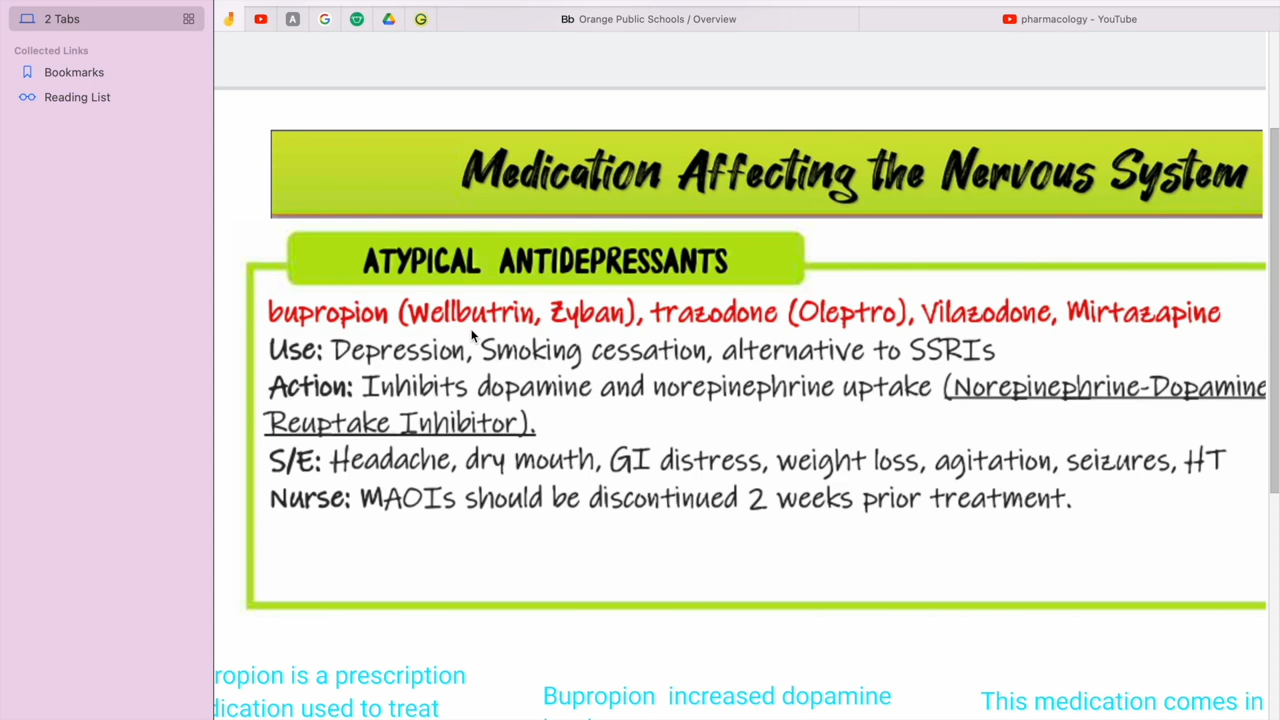 2 Tabs
Collected Links
Bookmarks
Reading List
A
G
Bb Orange Public Schools / Overview
pharmacology - YouTube
Medication Affecting the Nervous System
ATYPICAL ANTIDEPRESSANTS
bupropion (Wellbutrin, Zyban), trazodone (Oleptro), Vilazodone, Mirtazapine
Use: Depression, Smoking cessation, alternative to SSRIs
Action: Inhibits dopamine and norepinephrine uptake (Norepinephrine-Dopamine
Reuptake Inhibitor).
S/E: Headache, dry mouth, GI distress, weight loss, agitation, seizures, HT
Nurse: MAOIs should be discontinued 2 weeks prior treatment.
ropion is a prescription
dication used to treat
Bupropion increased dopamine
This medication comes in